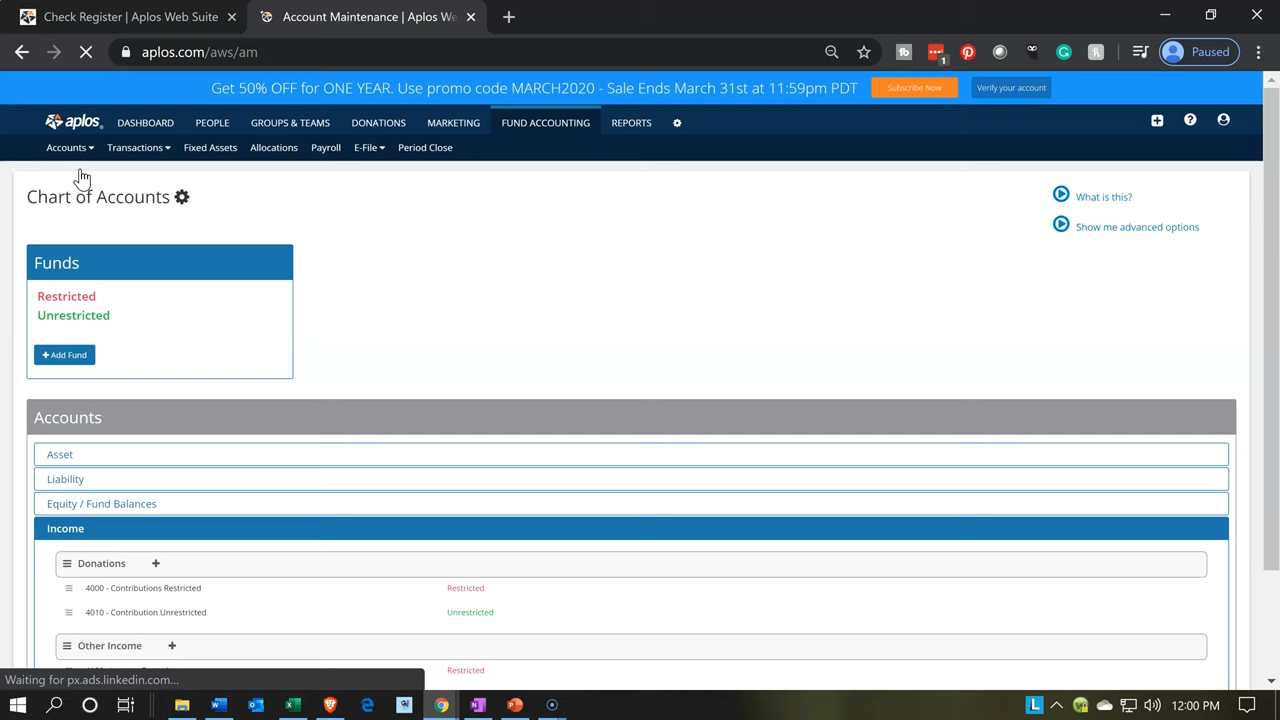 Check Register | Aplos Web Suite
Account Maintenance | Aplos We
aplos.com/aws/am
1
Paused
Get 50% OFF for ONE YEAR. Use promo code MARCH2020 - Sale Ends March 31st at 11:59pm PDT
Subscribe Now
Verify your account
aplos
DASHBOARD
PEOPLE
GROUPS & TEAMS
DONATIONS
MARKETING
FUND ACCOUNTING
REPORTS
Accounts
Transactions
Fixed Assets
Allocations
Payroll
E-File
Period Close
Chart of Accounts
What is this?
Show me advanced options
Funds
Restricted
Unrestricted
Add Fund
Accounts
Asset
Liability
Equity / Fund Balances
Income
Donations
4000 - Contributions Restricted
Restricted
4010 - Contribution Unrestricted
Unrestricted
Other Income
Restricted
Waiting for px.ads.linkedin.com...
12:00 PM